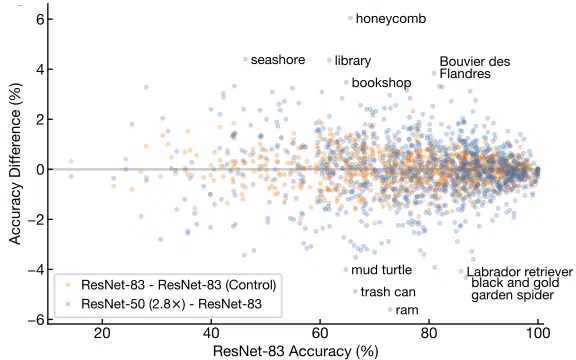 honeycomb
seashore
library
Bouvier des
Flandres
bookshop
Accuracy Difference (%)
6
4
2
0
−2
−4
−6
mud turtle
Labrador retriever
black and gold
garden spider
trash can
ram
ResNet-83 - ResNet-83 (Control)
ResNet-50 (2.8×) - ResNet-83
20
40
60
80
100
ResNet-83 Accuracy (%)